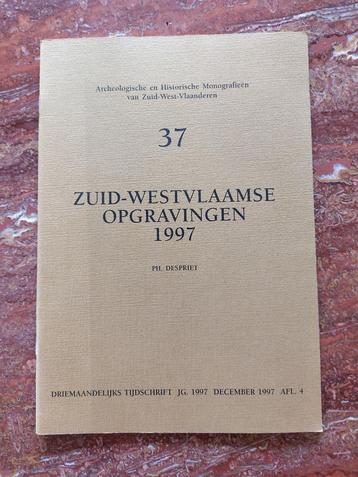 Archeologische en Historische Monografieën
van Zuid-West-Vlaanderen
37
ZUID-WESTVLAAMSE
OPGRAVINGEN
1997
PH. DESPRIET
DRIEMAANDELIJKS TIJDSCHRIFT JG. 1997 DECEMBER 1997 AFL. 4